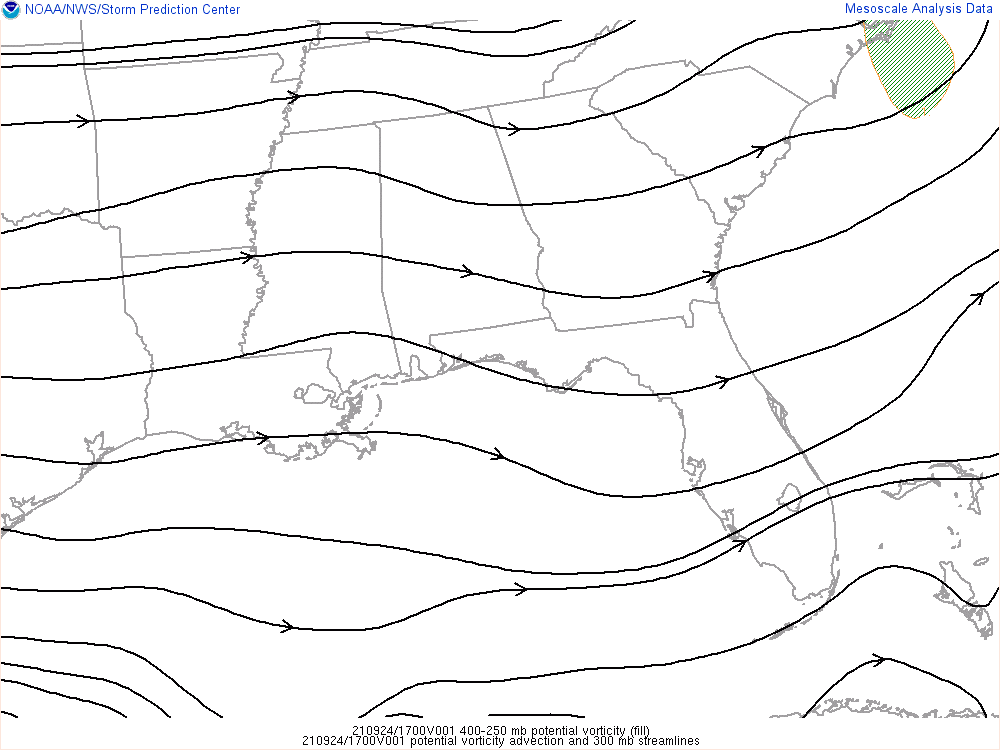 NOAA/NWS/Storm Prediction Center
Mesoscale Analysis Data
210924/1700V001 400-250 mb potential vorticity (fill)
210924/1700V001 potential vorticity advection and 300 mb streamlines